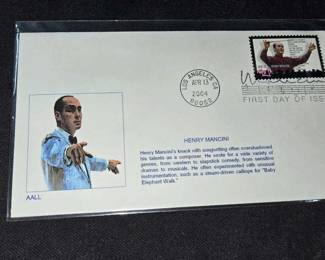 LOS ANGELES CA
APR 13
2004
90052
FIRST DAY OF ISS
HENRY MANCINI
Henry Mancini's knack with songwriting often overshadowed
his talents as a composer. He wrote for a wide variety of
genres, from western to slapstick comedy, from sensitive
dramas to musicals. He often experimented with unusual
instrumentation, such as a steam-driven calliope for "Baby
Elephant Walk."
AALL